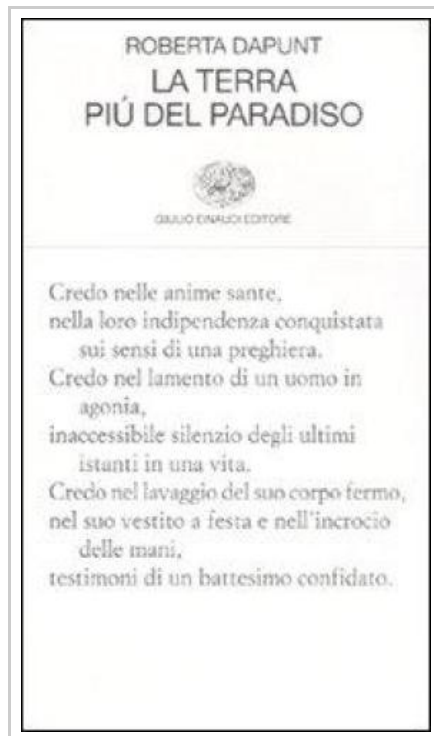 ROBERTA DAPUNT
LA TERRA
PIÚ DEL PARADISO
GIULIO EINAUDI EDITORE
Credo nelle anime sante,
nella loro indipendenza conquistata
sui sensi di una preghiera.
Credo nel lamento di un uomo in
agonia,
inaccessibile silenzio degli ultimi
istanti in una vita.
Credo nel lavaggio del suo corpo fermo,
nel suo vestito a festa e nell'incrocio
delle mani,
testimoni di un battesimo confidato.